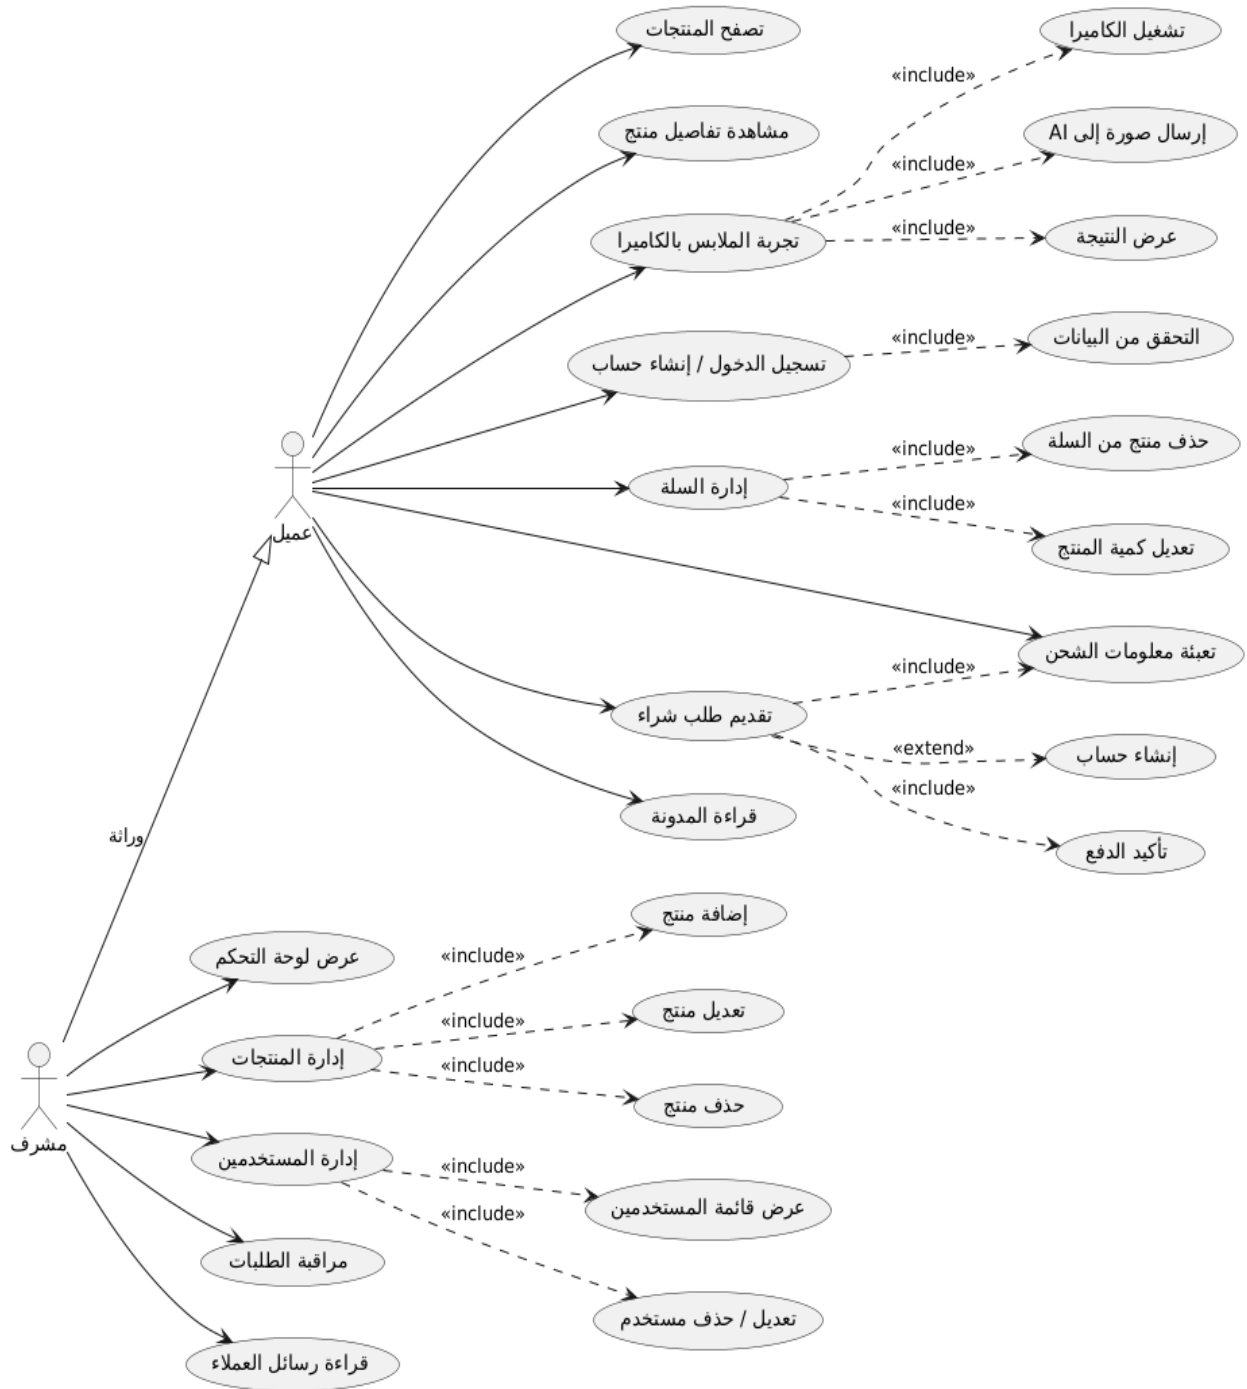 تصفح المنتجات
تشغيل الكاميرا
«include»
مشاهدة تفاصيل منتج
إرسال صورة إلى AI
«include»
تجربة الملابس بالكاميرا
«include»
عرض النتيجة
تسجيل الدخول / إنشاء حساب
«include»
التحقق من البيانات
عميل
إدارة السلة
«include»
حذف منتج من السلة
«include»
تعديل كمية المنتج
تعبئة معلومات الشحن
«include»
تقديم طلب شراء
«extend»
إنشاء حساب
«include»
تأكيد الدفع
قراءة المدونة
وراثة
إضافة منتج
عرض لوحة التحكم
«include»
تعديل منتج
«include»
إدارة المنتجات
«include»
حذف منتج
مشرف
إدارة المستخدمين
«include»
عرض قائمة المستخدمين
«include»
مراقبة الطلبات
تعديل / حذف مستخدم
قراءة رسائل العملاء